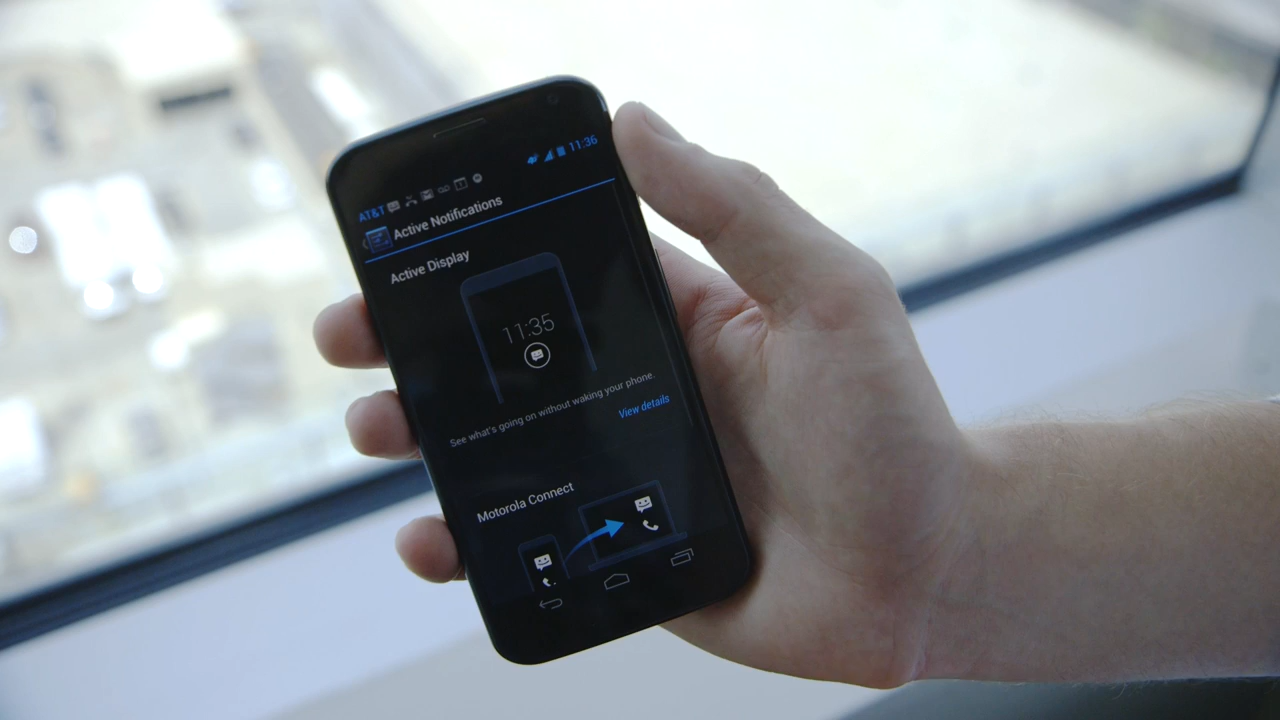 11:36
AT&T
Active Notifications
Active Display
11:35
See what's going on without waking your phone.
View details
Motorola Connect